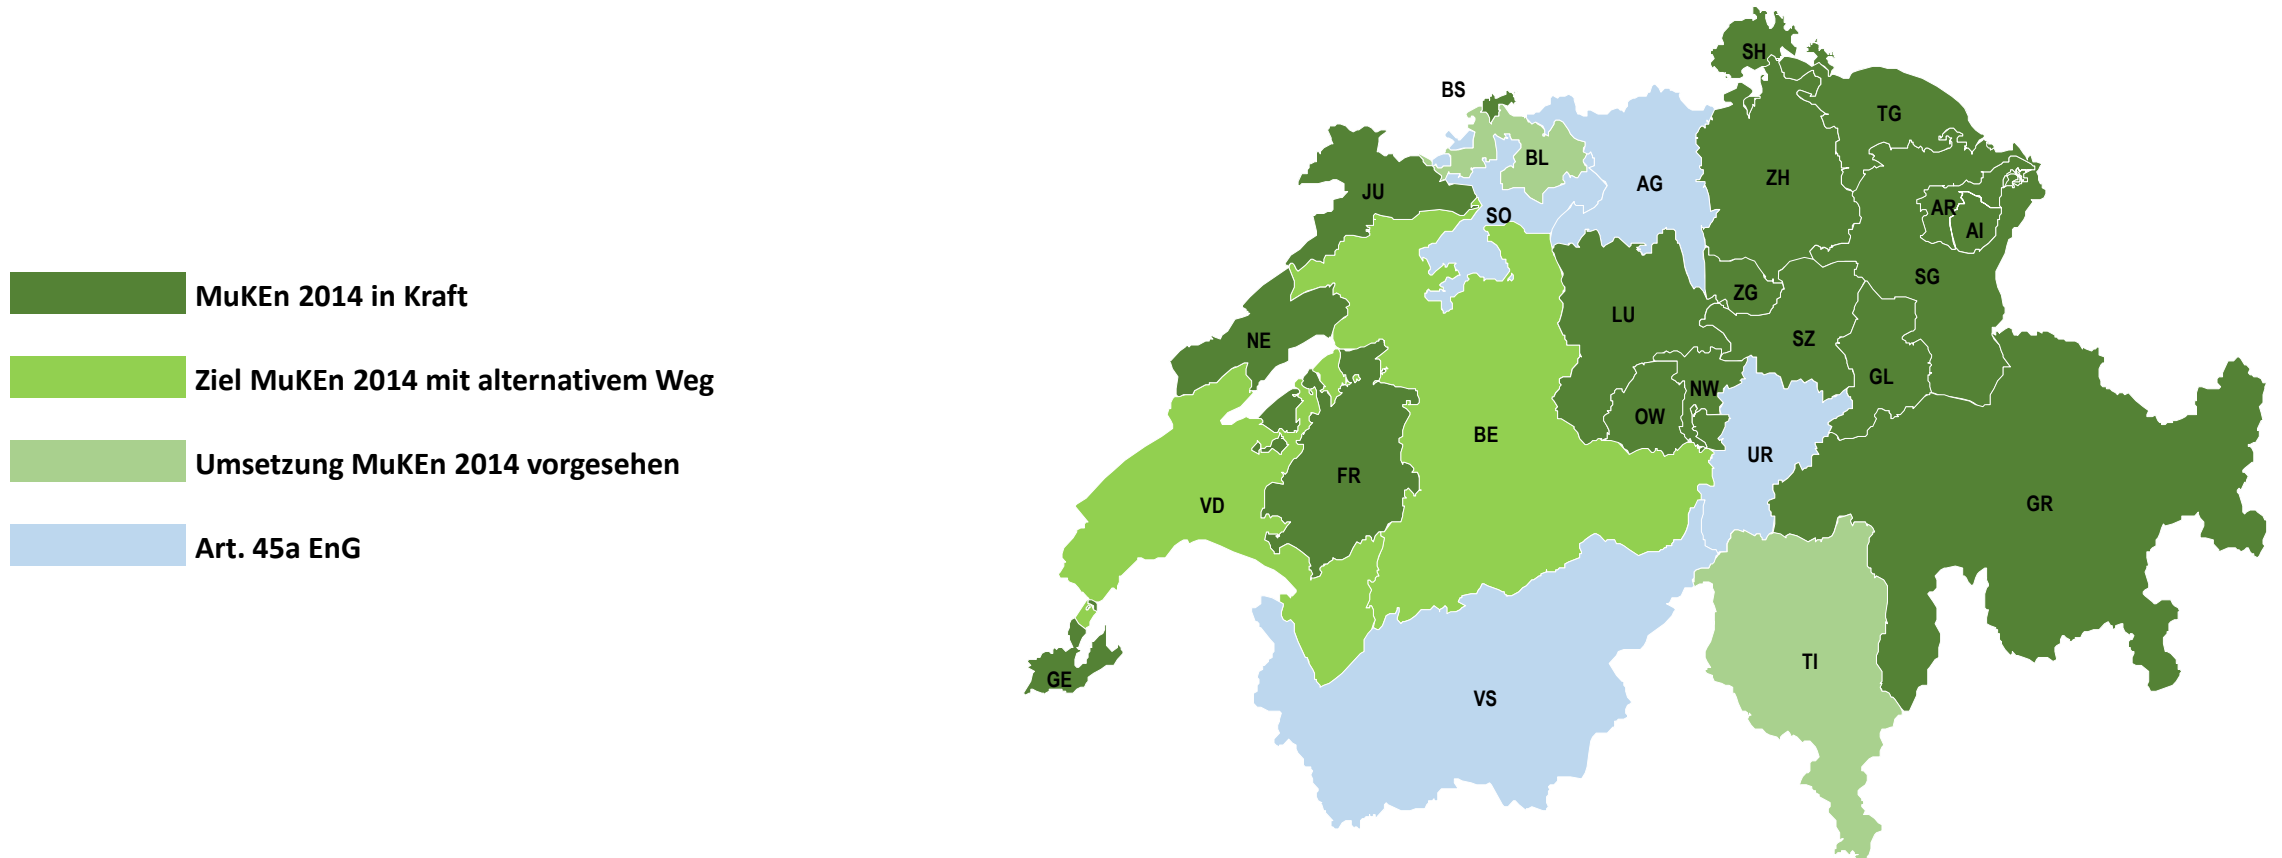 MuKEn 2014 in Kraft
Ziel MuKEn 2014 mit alternativem Weg
Umsetzung MuKEn 2014 vorgesehen
Art. 45a EnG
SH
BS
TG
BL
ZH
AG
JU
AR
SO
AI
SG
ZG
LU
SZ
NE
GL
NW
OW
BE
UR
FR
GR
VD
TI
GE
VS